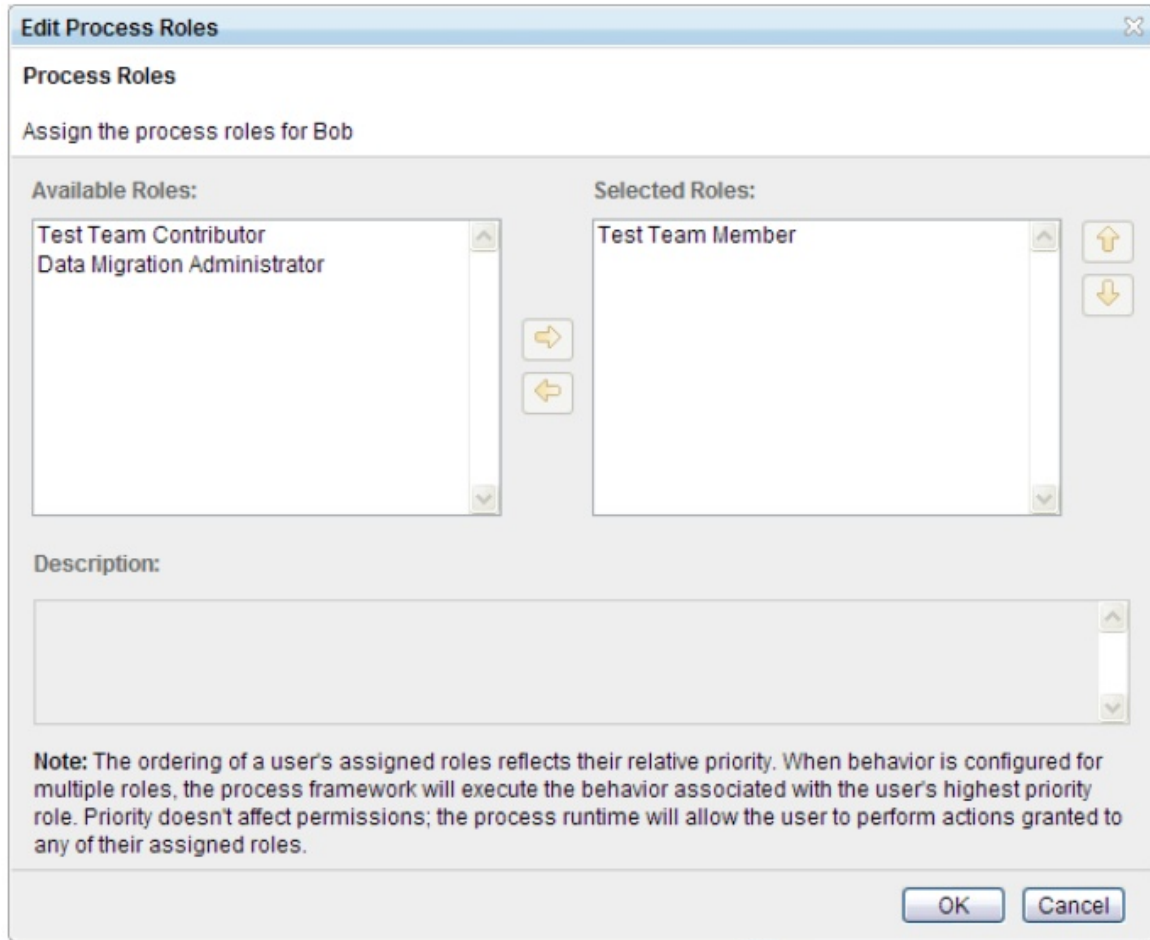 Edit Process Roles
Process Roles
Assign the process roles for Bob
Available Roles:
Selected Roles:
Test Team Contributor
Data Migration Administrator
Test Team Member
Description:
Note: The ordering of a user's assigned roles reflects their relative priority. When behavior is configured for
multiple roles, the process framework will execute the behavior associated with the user's highest priority
role. Priority doesn't affect permissions; the process runtime will allow the user to perform actions granted to
any of their assigned roles.
OK
Cancel